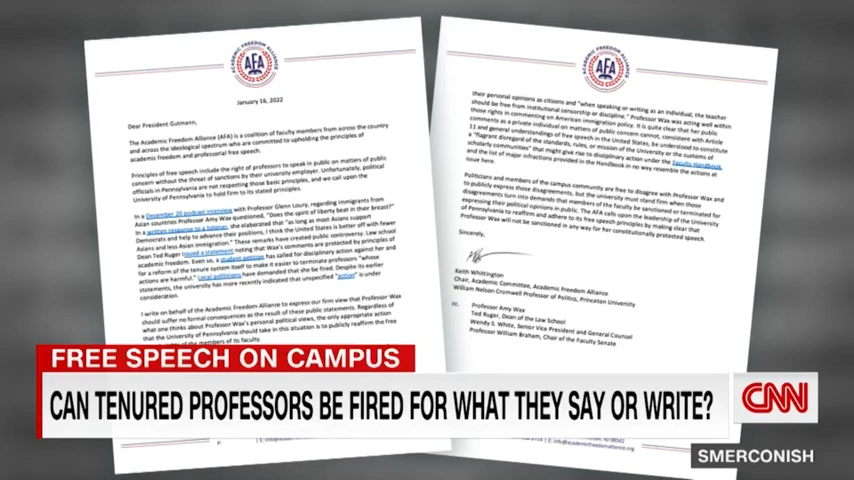 ACADEMIC FREEDOM ALLIANCE
AFA
January 16, 2022
Dear President Gutmann,
The Academic Freedom Alliance (AFA) is a coalition of faculty members from across the country
and across the ideological spectrum who are committed to upholding the principles of
academic freedom and professorial free speech.
Principles of free speech include the right of professors to speak in public on matters of public
concern without the threat of sanctions by their university employer. Unfortunately, political
officials in Pennsylvania are not respecting those basic principles, and we call upon the
University of Pennsylvania to hold firm to its stated principles.
In a December 20 podcast interview with Professor Glenn Loury, regarding immigrants from
Asian countries Professor Amy Wax questioned, "Does the spirit of liberty beat in their breast?"
In a written response to a listener, she elaborated that "as long as most Asians support
Democrats and help to advance their positions, I think the United States is better off with fewer
Asians and less Asian immigration." These remarks have created public controversy. Law school
Dean Ted Ruger issued a statement noting that Wax's comments are protected by principles of
academic freedom. Even so, a student petition has called for disciplinary action against her and
for a reform of the tenure system itself to make it easier to terminate professors "whose
actions are harmful." Local politicians have demanded that she be fired. Despite its earlier
statements, the university has more recently indicated that unspecified "action" is under
consideration.
I write on behalf of the Academic Freedom Alliance to express our firm view that Professor Wax
should suffer no formal consequences as the result of these public statements. Regardless of
what one thinks about Professor Wax's personal political views, the only appropriate action
that the University of Pennsylvania should take in this situation is to publicly reaffirm the free
rights of members of its faculty.
ACADEMIC FREEDOM ALLIANCE
AFA
their personal opinions as citizens and "when speaking or writing as an individual, the teacher
should be free from institutional censorship or discipline." Professor Wax was acting well within
those rights in commenting on American immigration policy. It is quite clear that her public
comments as a private individual on matters of public concern cannot, consistent with Article
11 and general understandings of free speech in the United States, be understood to constitute
a "flagrant disregard of the standards, rules, or mission of the University or the customs of
scholarly communities" that might give rise to disciplinary action under the Faculty Handbook,
and the list of major infractions provided in the Handbook in no way resemble the actions at
issue here.
Politicians and members of the campus community are free to disagree with Professor Wax and
to publicly express those disagreements, but the university must stand firm when those
disagreements turn into demands that members of the faculty be sanctioned or terminated for
expressing their political opinions in public. The AFA calls upon the leadership of the University
of Pennsylvania to reaffirm and adhere to its free speech principles by making clear that
Professor Wax will not be sanctioned in any way for her constitutionally protected speech.
Sincerely,
Keith Whittington
Chair, Academic Committee, Academic Freedom Alliance
William Nelson Cromwell Professor of Politics, Princeton University
cc. Professor Amy Wax
Ted Ruger, Dean of the Law School
Wendy S. White, Senior Vice President and General Counsel
Professor William Braham, Chair of the Faculty Senate
FREE SPEECH ON CAMPUS
CAN TENURED PROFESSORS BE FIRED FOR WHAT THEY SAY OR WRITE?
CNN
SMERCONISH